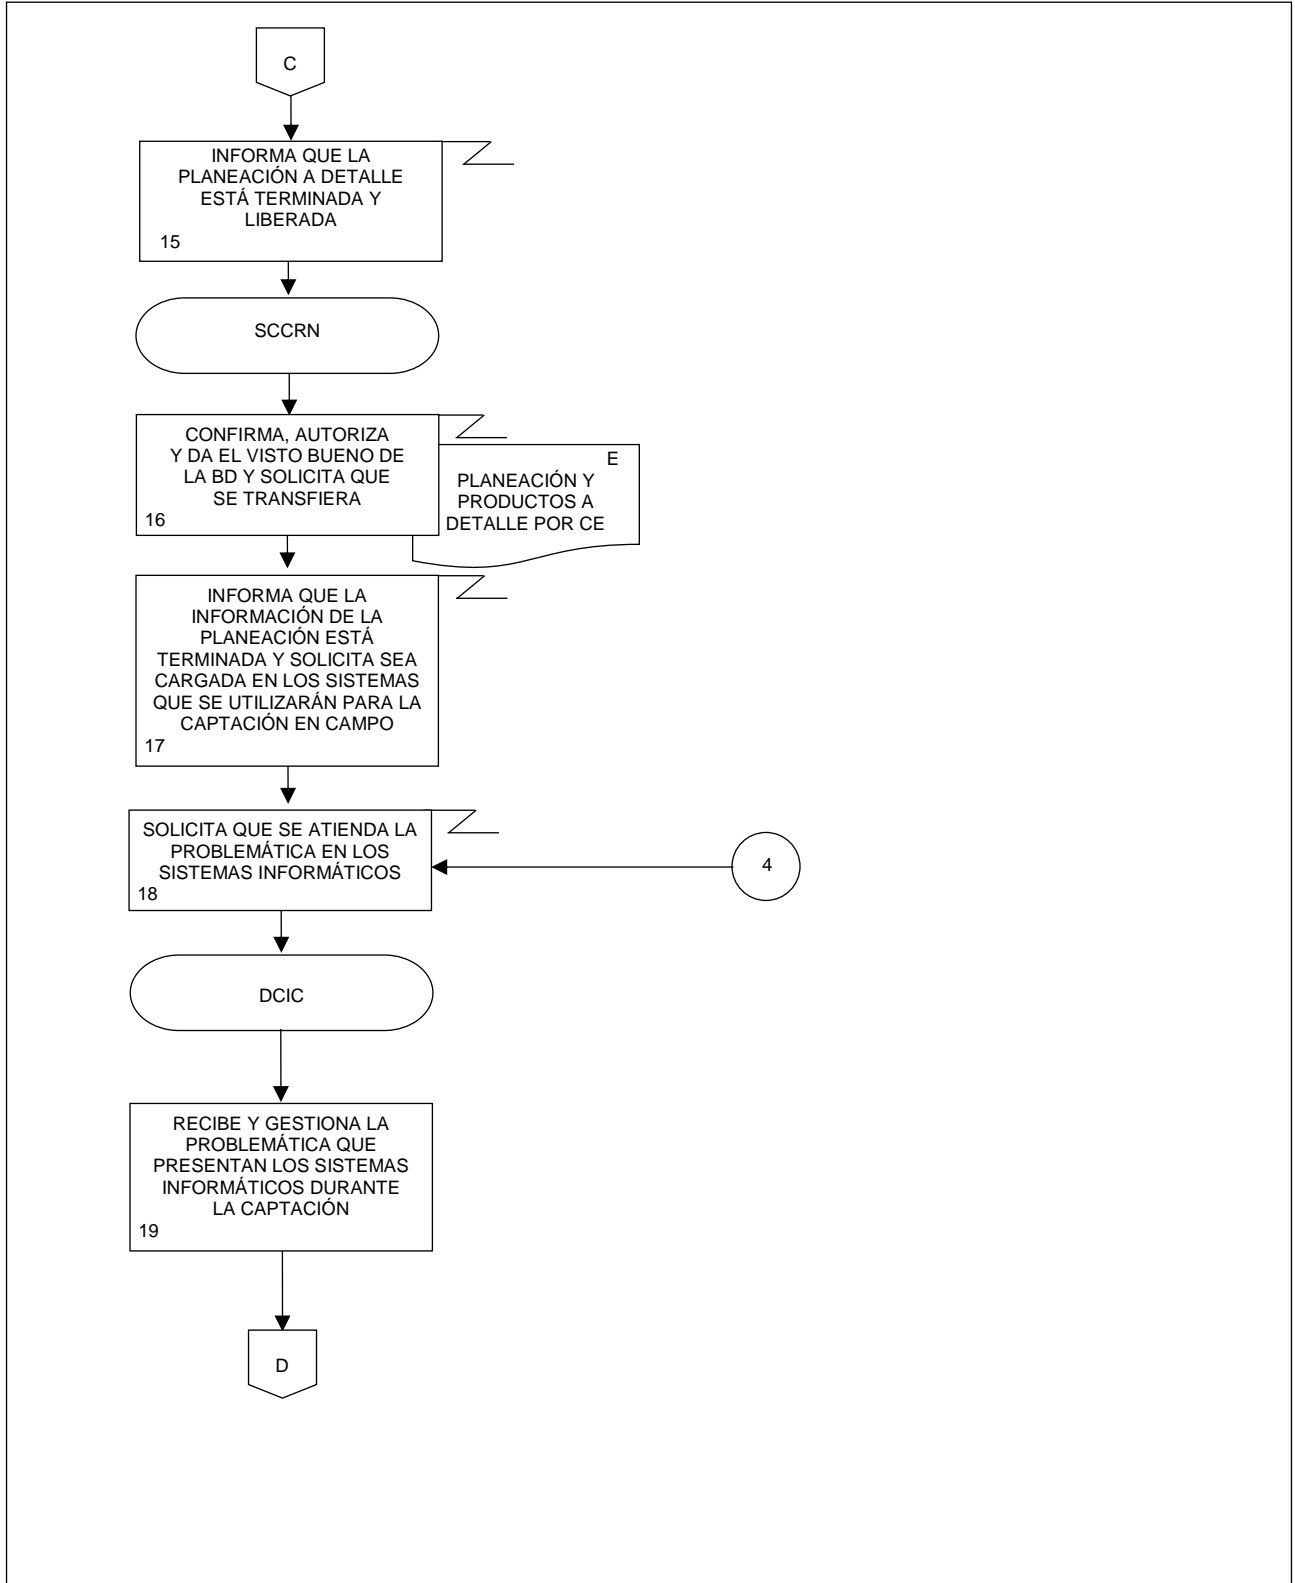 C
INFORMA QUE LA
PLANEACIÓN A DETALLE
ESTÁ TERMINADA Y
LIBERADA
15
SCCRN
CONFIRMA, AUTORIZA
Y DA EL VISTO BUENO DE
LA BD Y SOLICITA QUE
SE TRANSFIERA
16
E
PLANEACIÓN Y
PRODUCTOS A
DETALLE POR CE
INFORMA QUE LA
INFORMACIÓN DE LA
PLANEACIÓN ESTÁ
TERMINADA Y SOLICITA SEA
CARGADA EN LOS SISTEMAS
QUE SE UTILIZARÁN PARA LA
CAPTACIÓN EN CAMPO
17
SOLICITA QUE SE ATIENDA LA
PROBLEMÁTICA EN LOS
SISTEMAS INFORMÁTICOS
18
4
DCIC
RECIBE Y GESTIONA LA
PROBLEMÁTICA QUE
PRESENTAN LOS SISTEMAS
INFORMÁTICOS DURANTE
LA CAPTACIÓN
19
D